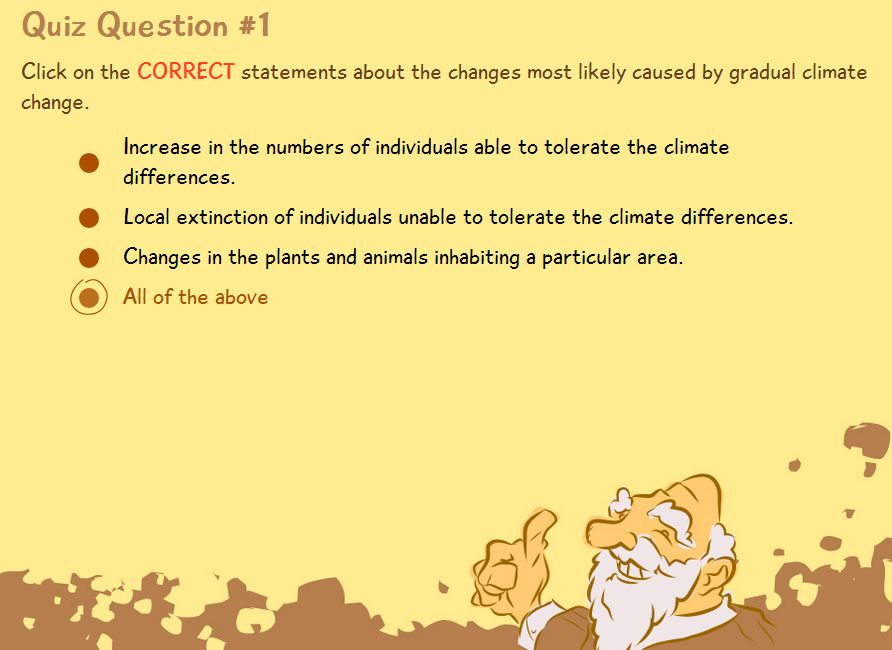 Quiz Question #1
Click on the CORRECT statements about the changes most likely caused by gradual climate
change.
Increase in the numbers of individuals able to tolerate the climate
differences.
Local extinction of individuals unable to tolerate the climate differences.
Changes in the plants and animals inhabiting a particular area.
All of the above